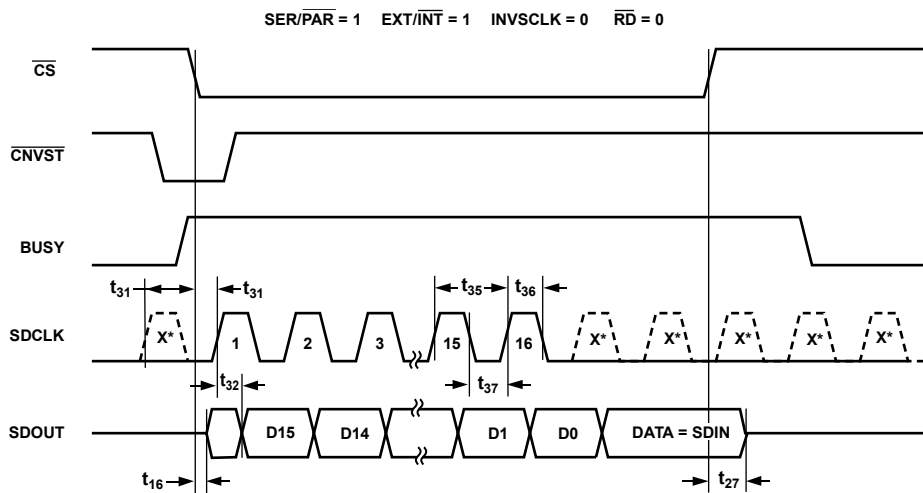 SER/PAR = 1 EXT/INT = 1 INVSCLK = 0 RD = 0
CS
CNVST
BUSY
t31 t31 t35 t36
SDCLK X* 1 2 3 15 16 X* X* X* X* X*
t32 t37
SDOUT D15 D14 D1 D0 DATA = SDIN
t16 t27